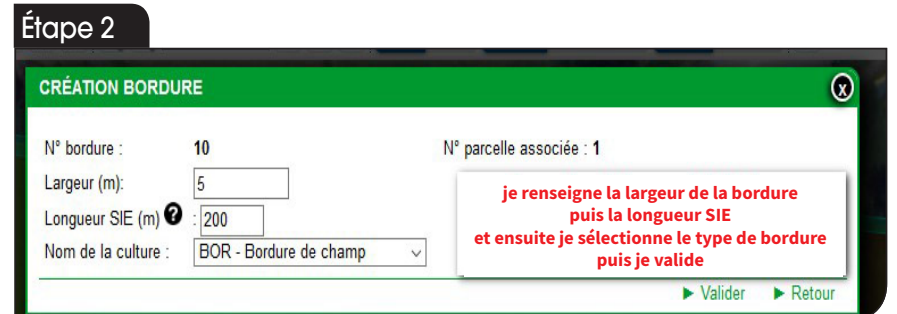 Étape 2
CRÉATION BORDURE
x
N° bordure : 10 N° parcelle associée : 1
Largeur (m): 5
Longueur SIE (m) ? : 200
Nom de la culture : BOR - Bordure de champ
je renseigne la largeur de la bordure
puis la longueur SIE
et ensuite je sélectionne le type de bordure
puis je valide
Valider Retour